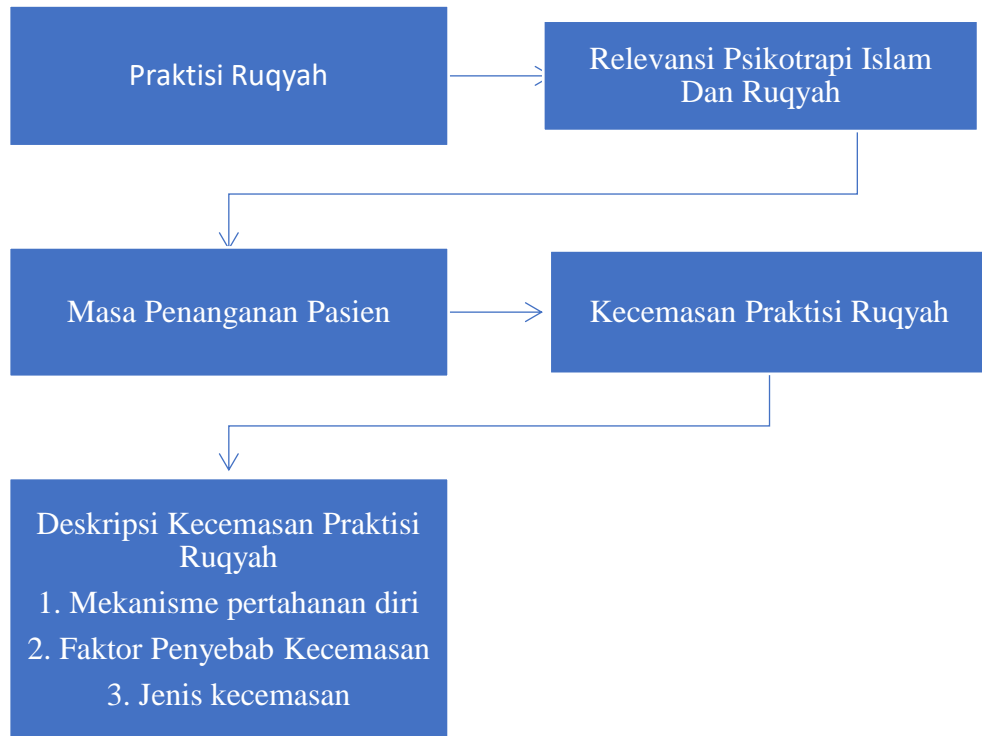 Praktisi Ruqyah
Relevansi Psikotrapi Islam
Dan Ruqyah
Masa Penanganan Pasien
Kecemasan Praktisi Ruqyah
Deskripsi Kecemasan Praktisi
Ruqyah
1. Mekanisme pertahanan diri
2. Faktor Penyebab Kecemasan
3. Jenis kecemasan